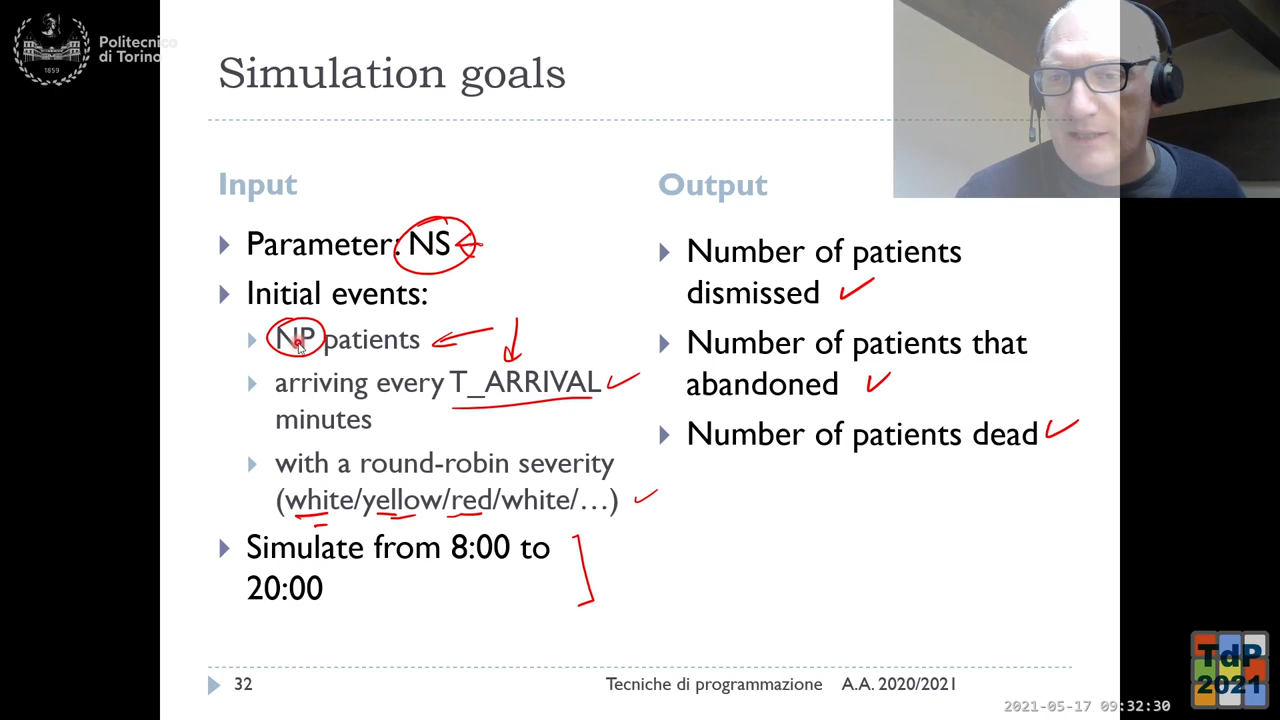 Politecnico
di Torino
1859
Simulation goals
Input
Parameter: NS
Initial events:
NP patients
arriving every T_ARRIVAL
minutes
with a round-robin severity
(white/yellow/red/white/…)
Simulate from 8:00 to
20:00
Output
Number of patients
dismissed
Number of patients that
abandoned
Number of patients dead
32
Tecniche di programmazione A.A. 2020/2021
TdP
2021
2021-05-17 09:32:30